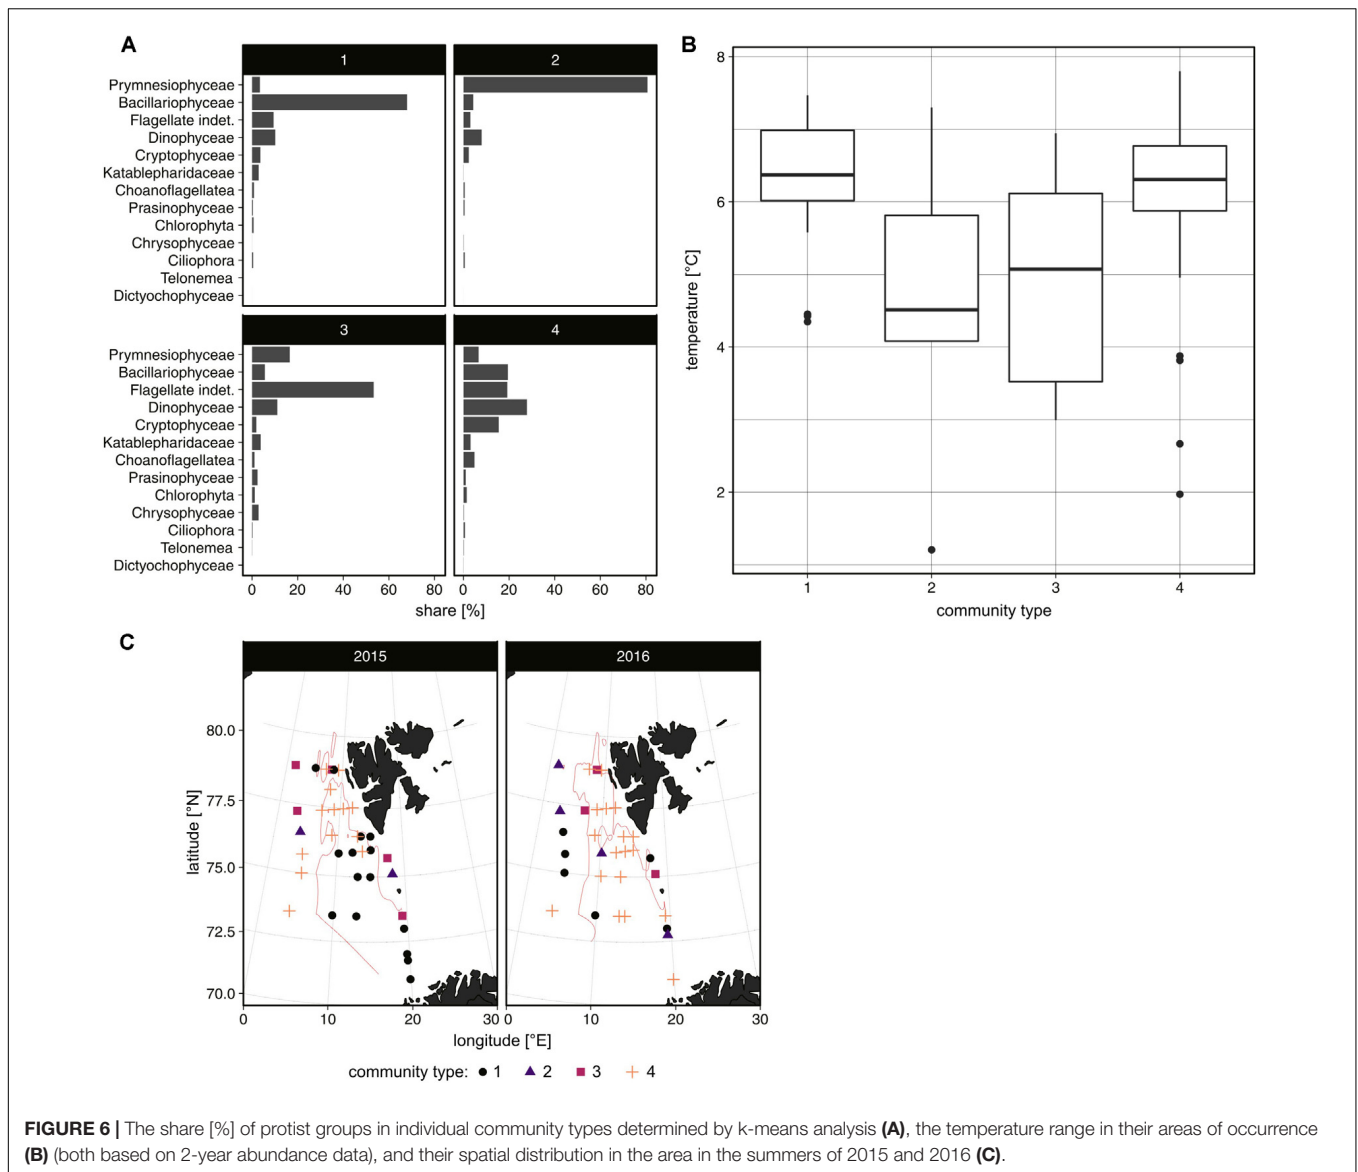 A
B
1
2
Prymnesiophyceae
Bacillariophyceae
Flagellate indet.
Dinophyceae
Cryptophyceae
Katablepharidaceae
Choanoflagellatea
Prasinophyceae
Chlorophyta
Chrysophyceae
Ciliophora
Telonemea
Dictyochophyceae
3
4
Prymnesiophyceae
Bacillariophyceae
Flagellate indet.
Dinophyceae
Cryptophyceae
Katablepharidaceae
Choanoflagellatea
Prasinophyceae
Chlorophyta
Chrysophyceae
Ciliophora
Telonemea
Dictyochophyceae
0 20 40 60 80 0 20 40 60 80
share [%]
8
6
4
2
temperature [°C]
1 2 3 4
community type
C
2015
2016
80.0
77.5
75.0
72.5
70.0
latitude [°N]
0 10 20 30 0 10 20 30
longitude [°E]
community type: 1 2 3 4
FIGURE 6 | The share [%] of protist groups in individual community types determined by k-means analysis (A), the temperature range in their areas of occurrence
(B) (both based on 2-year abundance data), and their spatial distribution in the area in the summers of 2015 and 2016 (C).